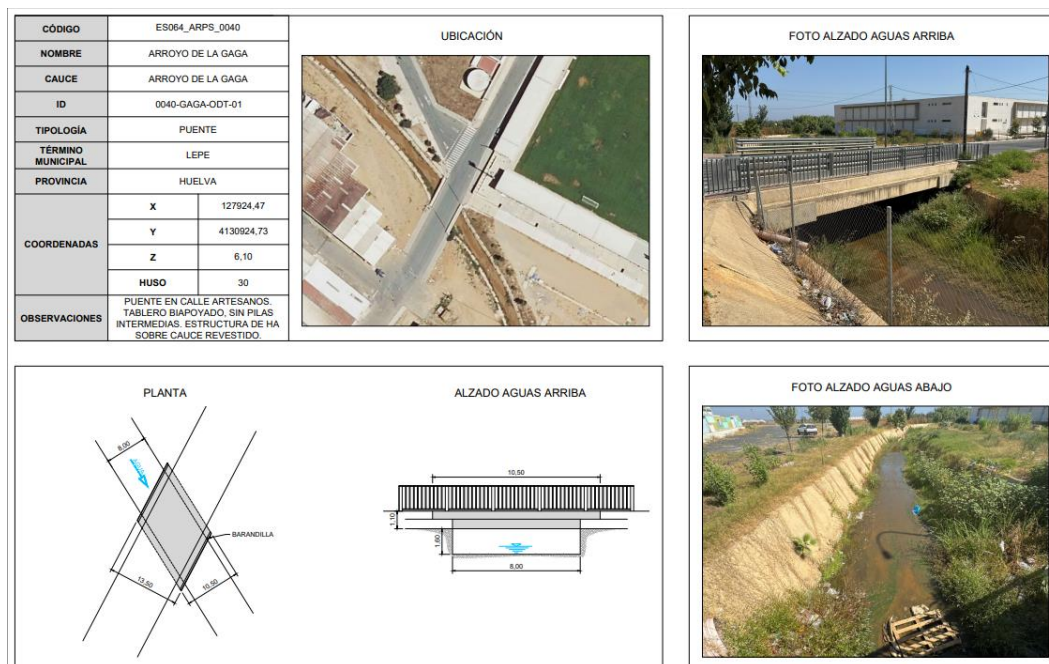 CÓDIGO ES064_ARPS_0040
NOMBRE ARROYO DE LA GAGA
CAUCE ARROYO DE LA GAGA
ID 0040-GAGA-ODT-01
TIPOLOGÍA PUENTE
TÉRMINO
MUNICIPAL LEPE
PROVINCIA HUELVA
COORDENADAS
X 127924,47
Y 4130924,73
Z 6,10
HUSO 30
OBSERVACIONES
PUENTE EN CALLE ARTESANOS.
TABLERO BIAPOYADO, SIN PILAS
INTERMEDIAS. ESTRUCTURA DE HA
SOBRE CAUCE REVESTIDO.
UBICACIÓN
FOTO ALZADO AGUAS ARRIBA
PLANTA
8,00
AGUA
BARANDILLA
13,50
10,50
ALZADO AGUAS ARRIBA
10,50
1,10
1,60
8,00
FOTO ALZADO AGUAS ABAJO